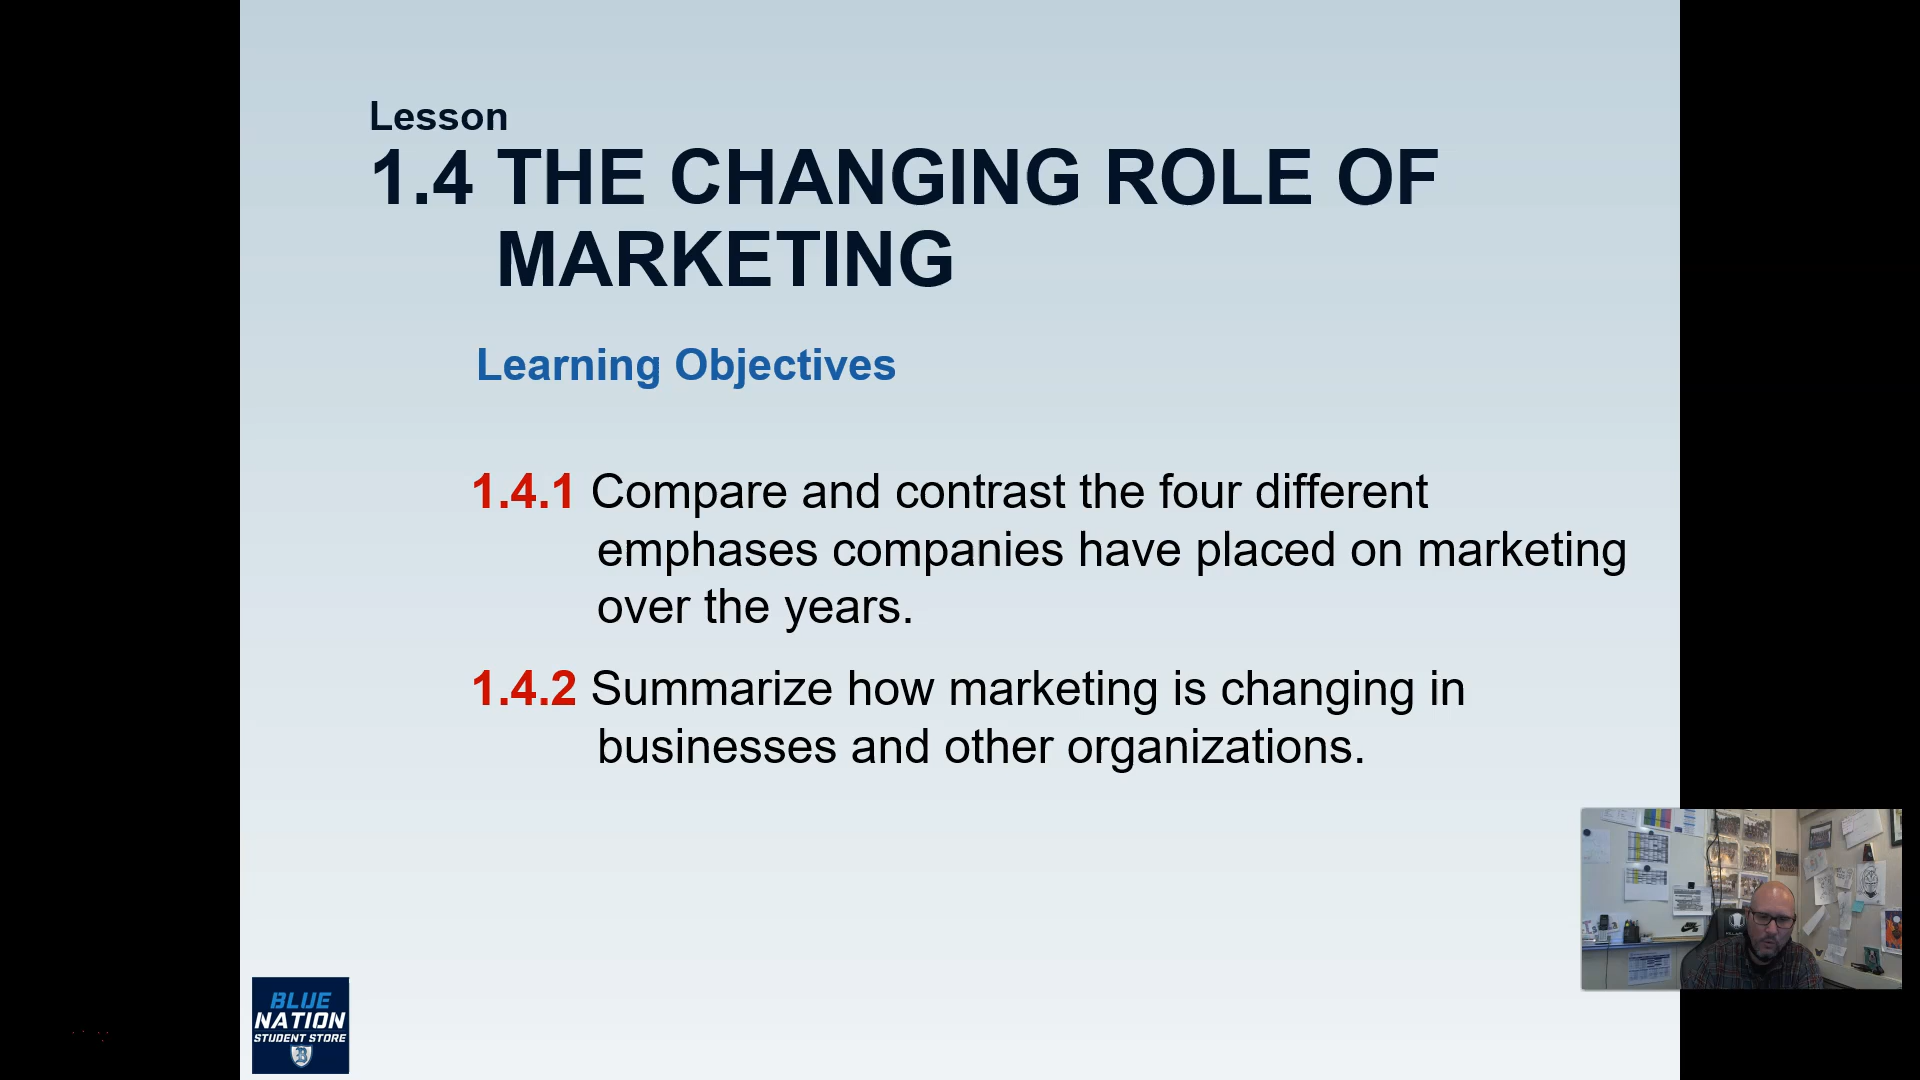 Lesson
1.4 THE CHANGING ROLE OF
MARKETING
Learning Objectives
1.4.1 Compare and contrast the four different
emphases companies have placed on marketing
over the years.
1.4.2 Summarize how marketing is changing in
businesses and other organizations.
BLUE
NATION
STUDENT STORE
B